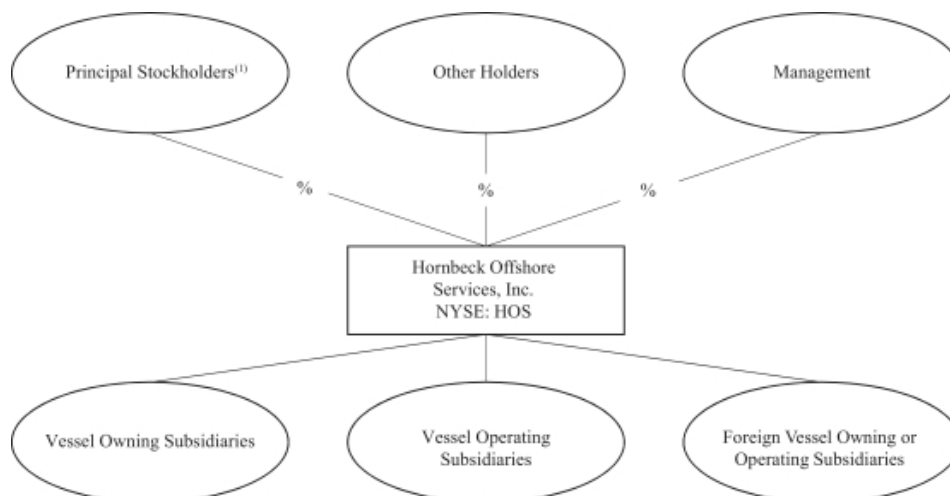 Principal Stockholders(1)
Other Holders
Management
%
%
%
Hornbeck Offshore
Services, Inc.
NYSE: HOS
Vessel Owning Subsidiaries
Vessel Operating
Subsidiaries
Foreign Vessel Owning or
Operating Subsidiaries